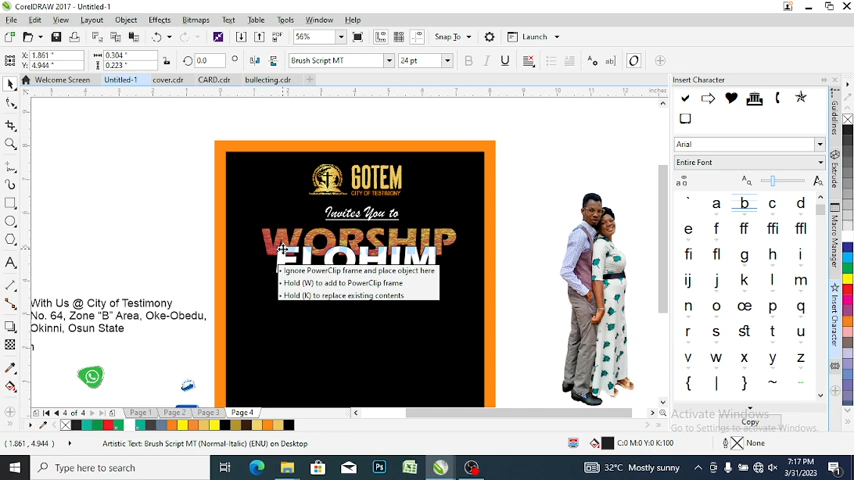 CorelDRAW 2017 - Untitled-1
File Edit View Layout Object Effects Bitmaps Text Table Tools Window Help
56% Snap To Launch
X: 1.861 "
Y: 4.944 "
0.304 "
0.223 "
0.0
Brush Script MT 24 pt
Welcome Screen Untitled-1 cover.cdr CARD.cdr bullecting.cdr
inches
GOTEM
CITY OF TESTIMONY
Invites You to
WORSHIP
ELOHIM
• Ignore PowerClip frame and place object here
• Hold (W) to add to PowerClip frame
• Hold (K) to replace existing contents
With Us @ City of Testimony
No. 64, Zone "B" Area, Oke-Obedu,
Okinni, Osun State
Insert Character
Arial
Entire Font
` a b c d
e f ff ffi ffl
fi fl g h i
ij j k l m
n o œ p q
r s st t u
v w x y z
{ | } ~
Copy
Guidelines
Extrude
Macro Manager
Insert Character
Activate Windows
Go to Settings to activate Windows.
4 of 4 Page 1 Page 2 Page 3 Page 4
( 1.861 , 4.944 ) Artistic Text: Brush Script MT (Normal-Italic) (ENU) on Desktop C:0 M:0 Y:0 K:100 None
Type here to search
32°C Mostly sunny
7:17 PM
3/31/2023